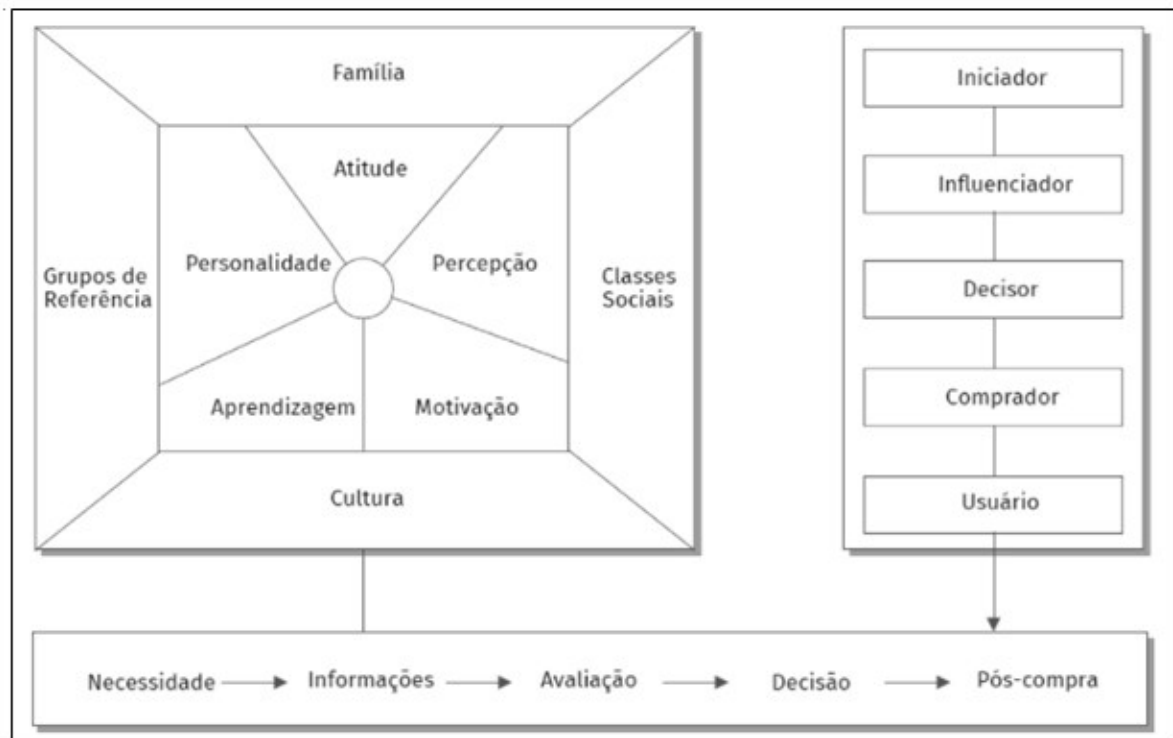 Família
Atitude
Personalidade
Percepção
Grupos de
Referência
Classes
Sociais
Aprendizagem
Motivação
Cultura
Iniciador
Influenciador
Decisor
Comprador
Usuário
Necessidade Informações Avaliação Decisão Pós-compra